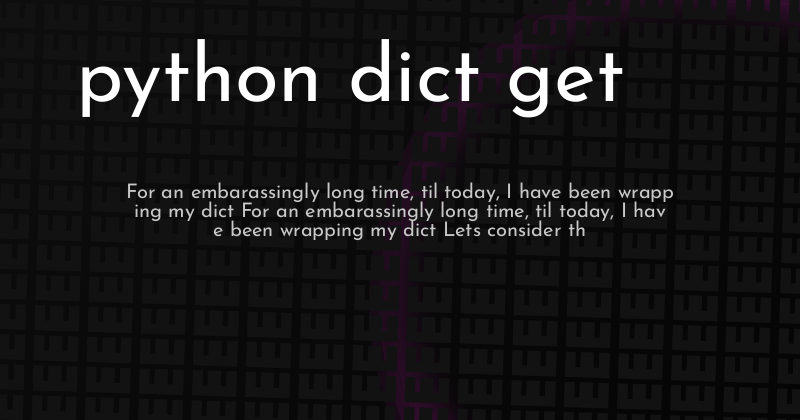 python dict get
For an embarassingly long time, til today, I have been wrapp
ing my dict For an embarassingly long time, til today, I hav
e been wrapping my dict Lets consider th